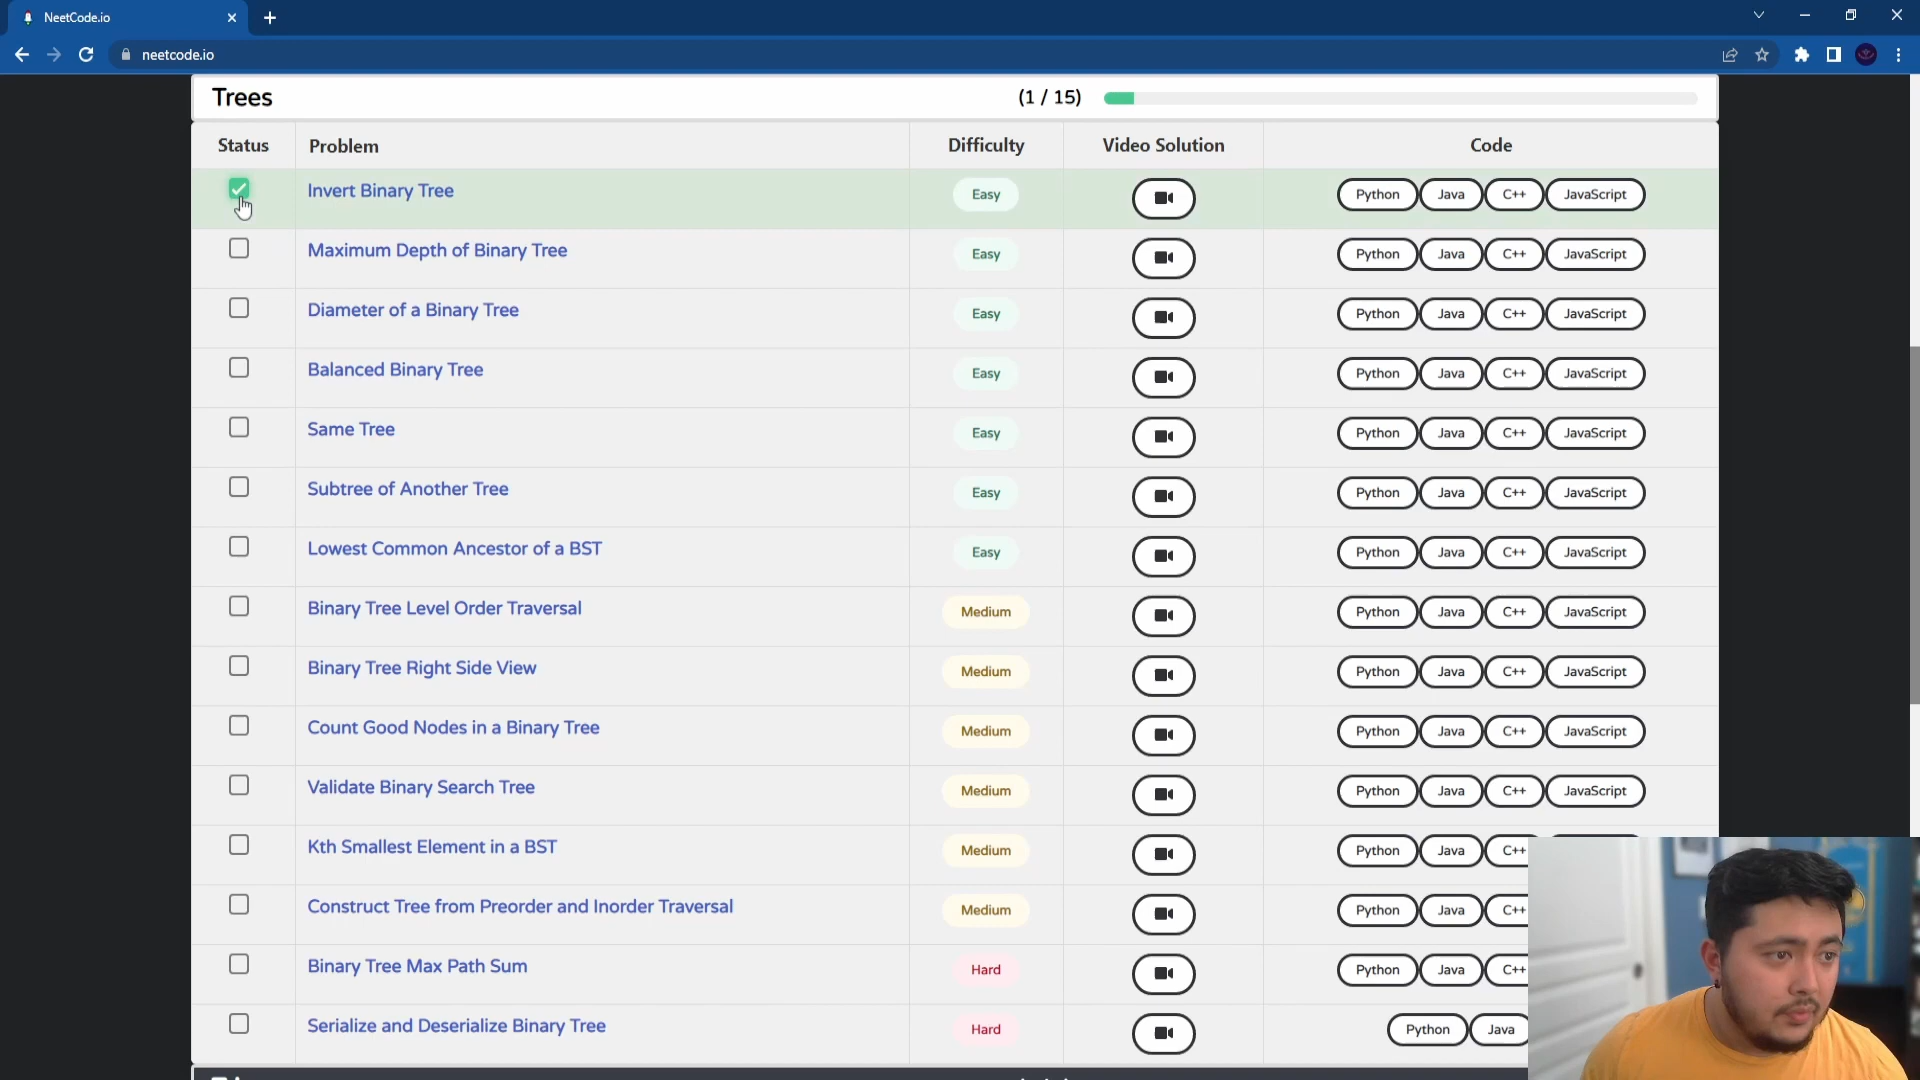 NeetCode.io
neetcode.io
Trees (1 / 15)
Status Problem Difficulty Video Solution Code
Invert Binary Tree Easy Python Java C++ JavaScript
Maximum Depth of Binary Tree Easy Python Java C++ JavaScript
Diameter of a Binary Tree Easy Python Java C++ JavaScript
Balanced Binary Tree Easy Python Java C++ JavaScript
Same Tree Easy Python Java C++ JavaScript
Subtree of Another Tree Easy Python Java C++ JavaScript
Lowest Common Ancestor of a BST Easy Python Java C++ JavaScript
Binary Tree Level Order Traversal Medium Python Java C++ JavaScript
Binary Tree Right Side View Medium Python Java C++ JavaScript
Count Good Nodes in a Binary Tree Medium Python Java C++ JavaScript
Validate Binary Search Tree Medium Python Java C++ JavaScript
Kth Smallest Element in a BST Medium Python Java C++
Construct Tree from Preorder and Inorder Traversal Medium Python Java C++
Binary Tree Max Path Sum Hard Python Java C++
Serialize and Deserialize Binary Tree Hard Python Java